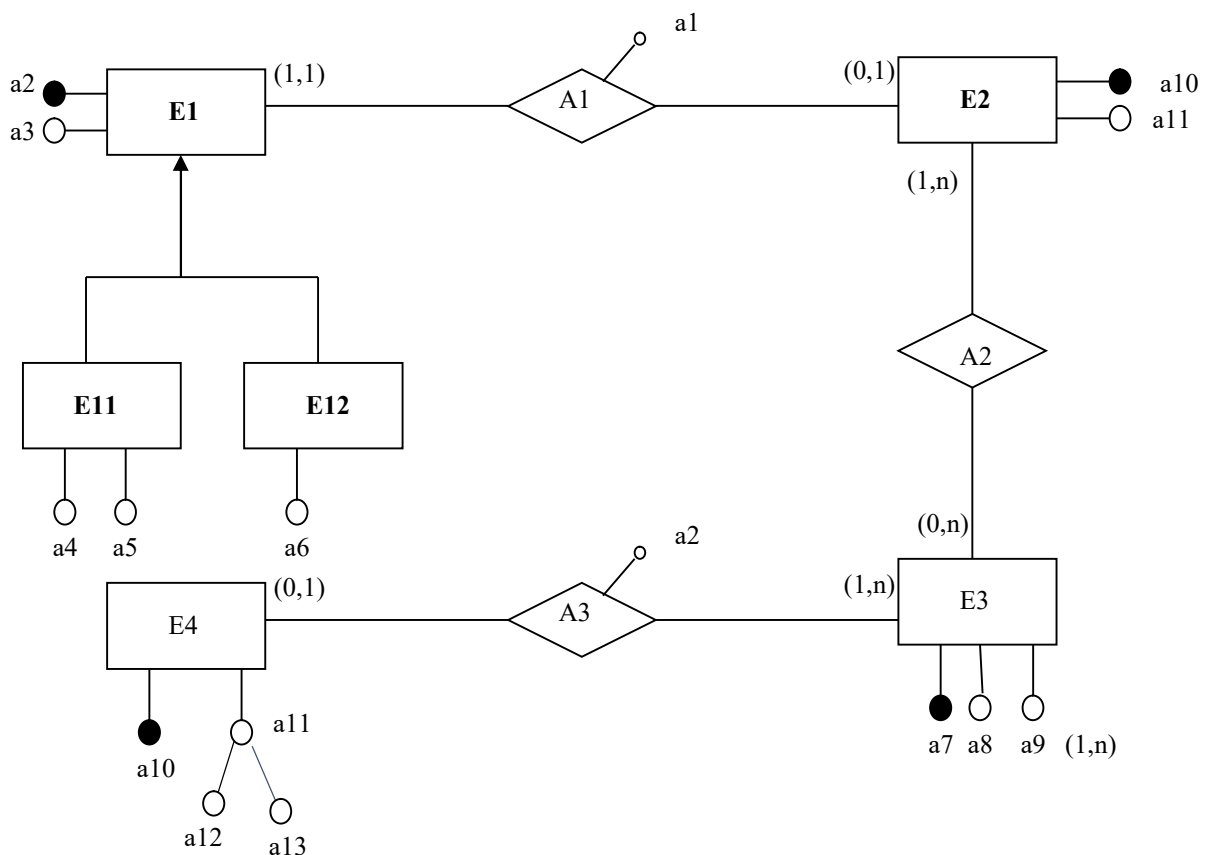 a1
a2
a3
E1
(1,1)
A1
(0,1)
E2
a10
a11
(1,n)
A2
E11
E12
a4
a5
a6
(0,n)
a2
E4
(0,1)
A3
(1,n)
E3
a10
a11
a12
a13
a7
a8
a9
(1,n)